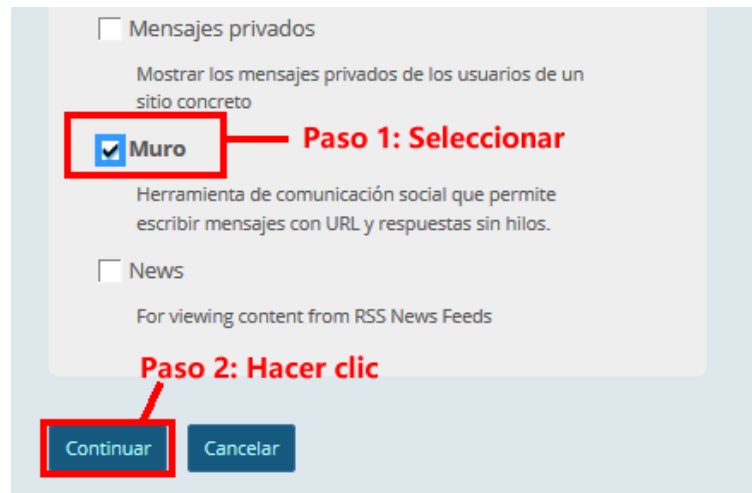 Mensajes privados
Mostrar los mensajes privados de los usuarios de un
sitio concreto
Muro
Paso 1: Seleccionar
Herramienta de comunicación social que permite
escribir mensajes con URL y respuestas sin hilos.
News
For viewing content from RSS News Feeds
Paso 2: Hacer clic
Continuar
Cancelar